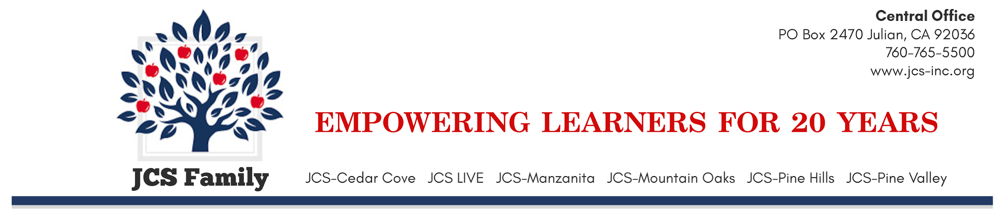 Central Office
PO Box 2470 Julian, CA 92036
760-765-5500
www.jcs-inc.org
EMPOWERING LEARNERS FOR 20 YEARS
JCS Family
JCS-Cedar Cove JCS LIVE JCS-Manzanita JCS-Mountain Oaks JCS-Pine Hills JCS-Pine Valley